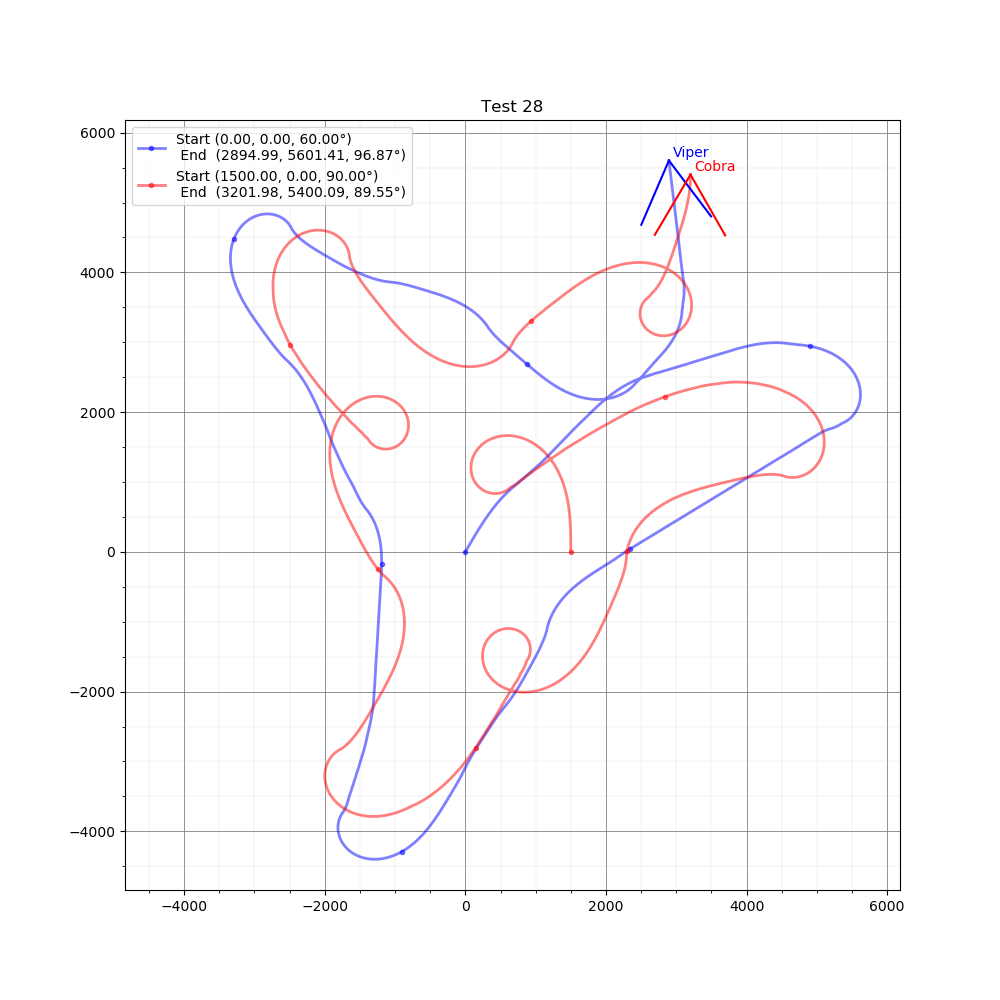 Test 28
Start (0.00, 0.00, 60.00°)
End (2894.99, 5601.41, 96.87°)
Start (1500.00, 0.00, 90.00°)
End (3201.98, 5400.09, 89.55°)
Viper
Cobra
6000
4000
2000
0
−2000
−4000
−4000 −2000 0 2000 4000 6000